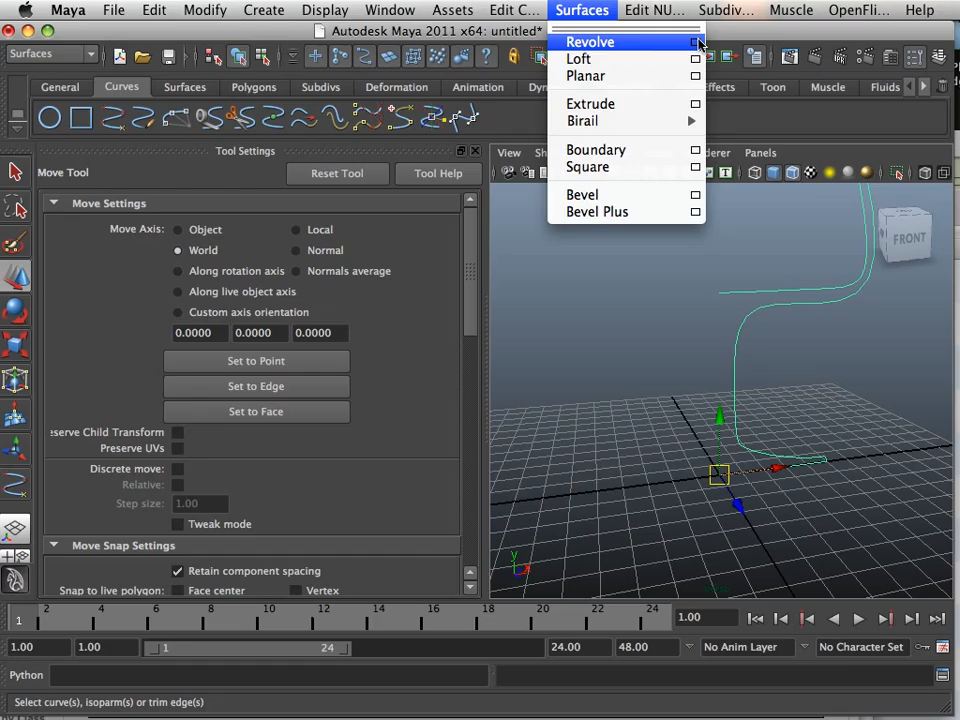 Maya File Edit Modify Create Display Window Assets Edit C... Surfaces Edit NU... Subdiv... Muscle OpenFli... Help
Autodesk Maya 2011 x64: untitled*
Surfaces
General Curves Surfaces Polygons Subdivs Deformation Animation Toon Muscle Fluids
Revolve
Loft
Planar
Extrude
Birail
Boundary
Square
Bevel
Bevel Plus
Tool Settings
Move Tool
Reset Tool
Tool Help
Move Settings
Move Axis: Object Local
World Normal
Along rotation axis Normals average
Along live object axis
Custom axis orientation
0.0000 0.0000 0.0000
Set to Point
Set to Edge
Set to Face
eserve Child Transform
Preserve UVs
Discrete move:
Relative:
Step size: 1.00
Tweak mode
Move Snap Settings
Retain component spacing
Snap to live polygon: Face center Vertex
View Panels
FRONT
y
1 2 4 6 8 10 12 14 16 18 20 22 24 1.00
1.00 1.00 1 24 24.00 48.00 No Anim Layer No Character Set
Python
Select curve(s), isoparm(s) or trim edge(s)